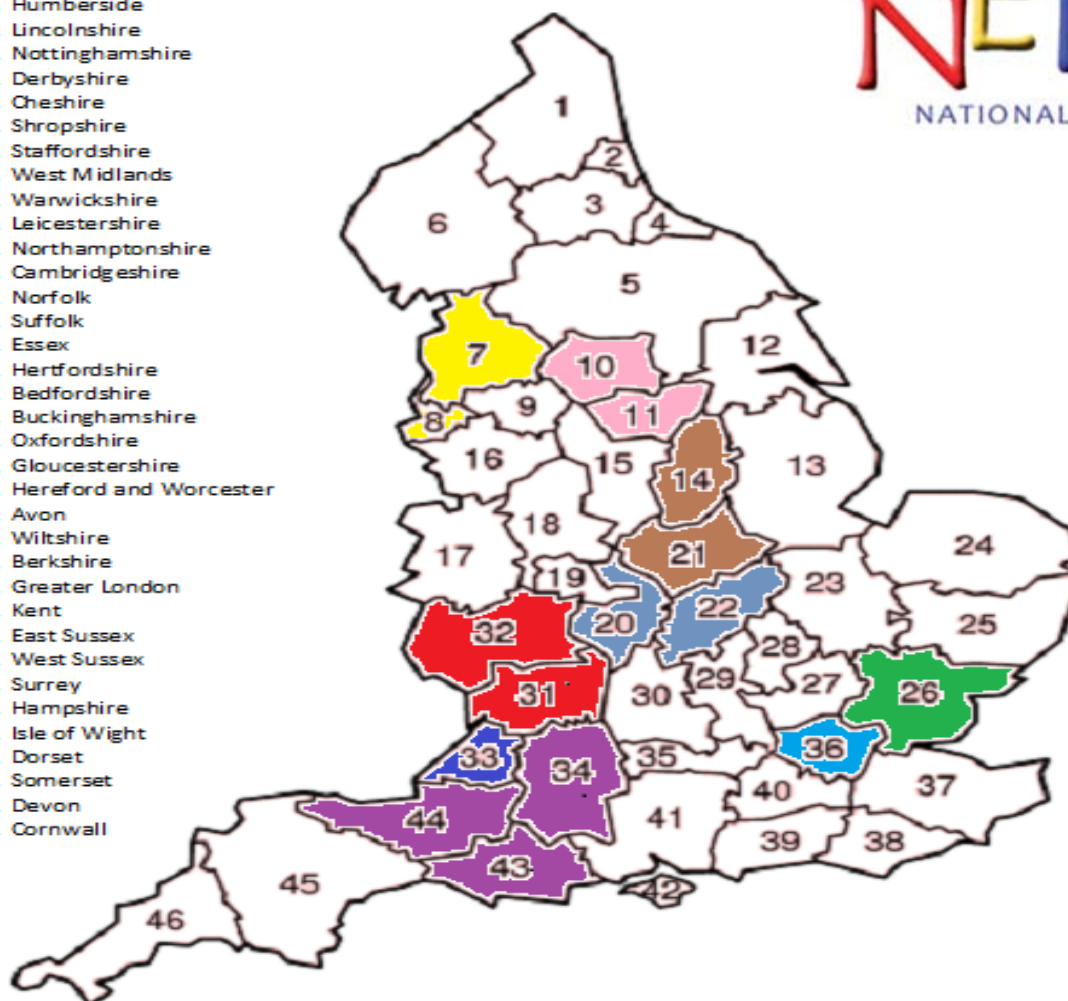 Humberside
Lincolnshire
Nottinghamshire
Derbyshire
Cheshire
Shropshire
Staffordshire
West Midlands
Warwickshire
Leicestershire
Northamptonshire
Cambridgeshire
Norfolk
Suffolk
Essex
Hertfordshire
Bedfordshire
Buckinghamshire
Oxfordshire
Gloucestershire
Hereford and Worcester
Avon
Wiltshire
Berkshire
Greater London
Kent
East Sussex
West Sussex
Surrey
Hampshire
Isle of Wight
Dorset
Somerset
Devon
Cornwall
NATIONAL
1
2
3
4
6
5
7
10
12
8
9
11
16
15
14
13
17
18
21
24
19
20
22
23
25
32
28
31
30
29
27
26
33
34
35
36
37
44
41
40
43
39
38
42
45
46